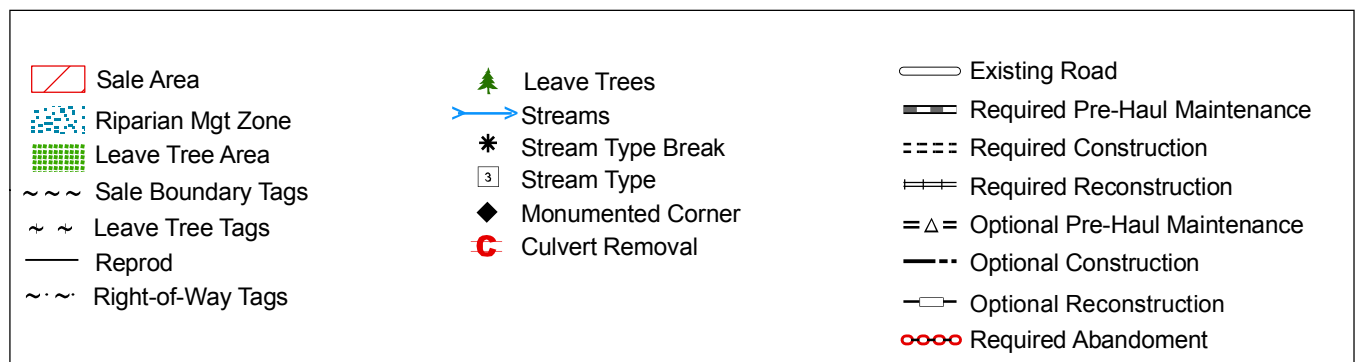 Sale Area
Riparian Mgt Zone
Leave Tree Area
Sale Boundary Tags
Leave Tree Tags
Reprod
Right-of-Way Tags
Leave Trees
Streams
Stream Type Break
3 Stream Type
Monumented Corner
C Culvert Removal
Existing Road
Required Pre-Haul Maintenance
Required Construction
Required Reconstruction
Optional Pre-Haul Maintenance
Optional Construction
Optional Reconstruction
Required Abandoment